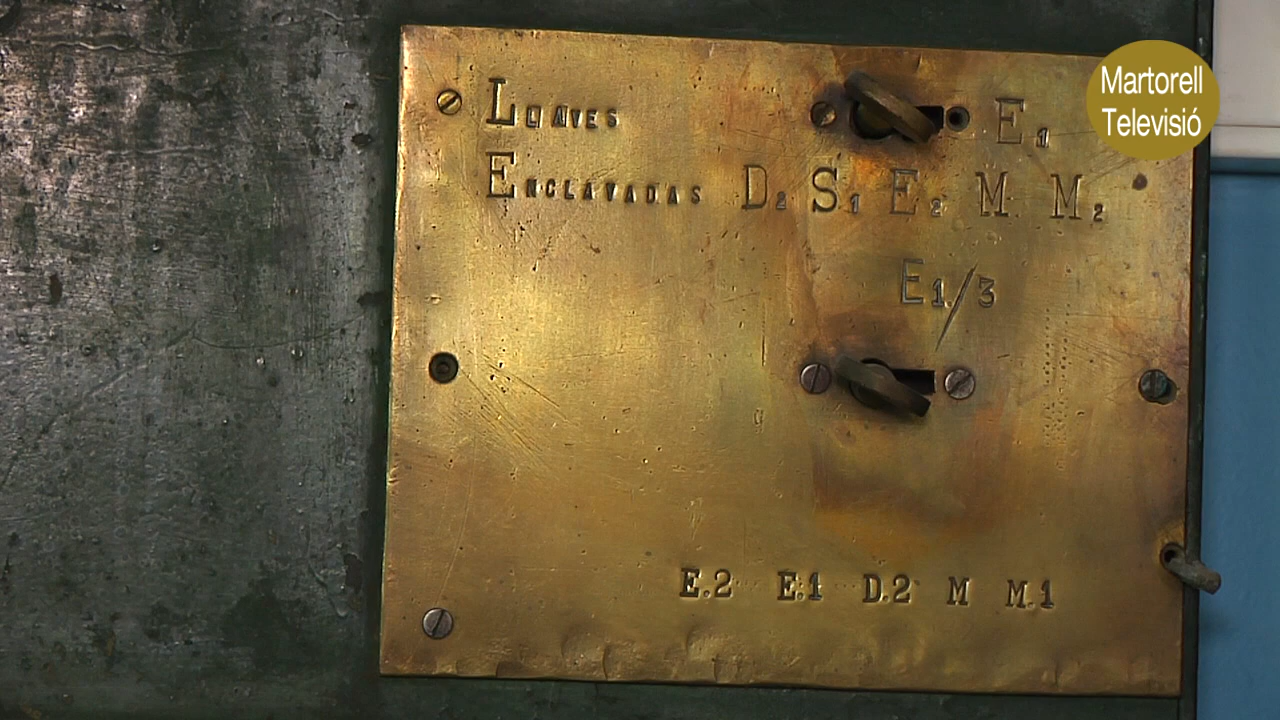 LLAVES E1
ENCLAVADAS D2 S1 E2 M M2
E1/3
E.2 E.1 D.2 M M.1
Martorell
Televisió